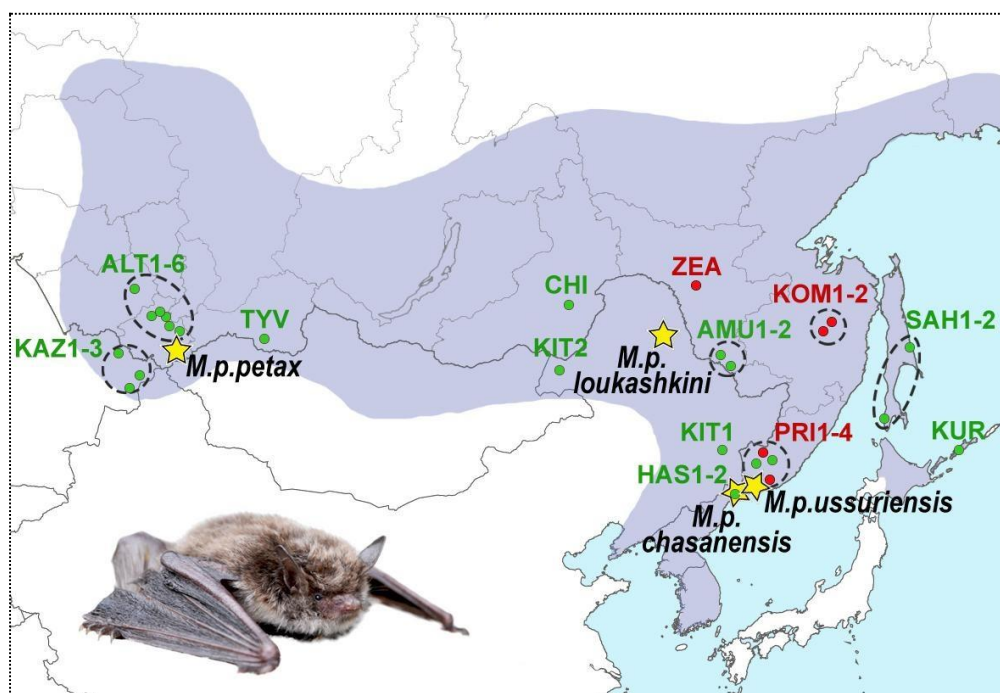 ALT1-6
ZEA
CHI
KOM1-2
TYV
SAH1-2
KAZ1-3
AMU1-2
M.p.petax
KIT2
M.p.
loukashkini
KIT1
PRI1-4
KUR
HAS1-2
M.p.ussuriensis
M.p.
chasanensis